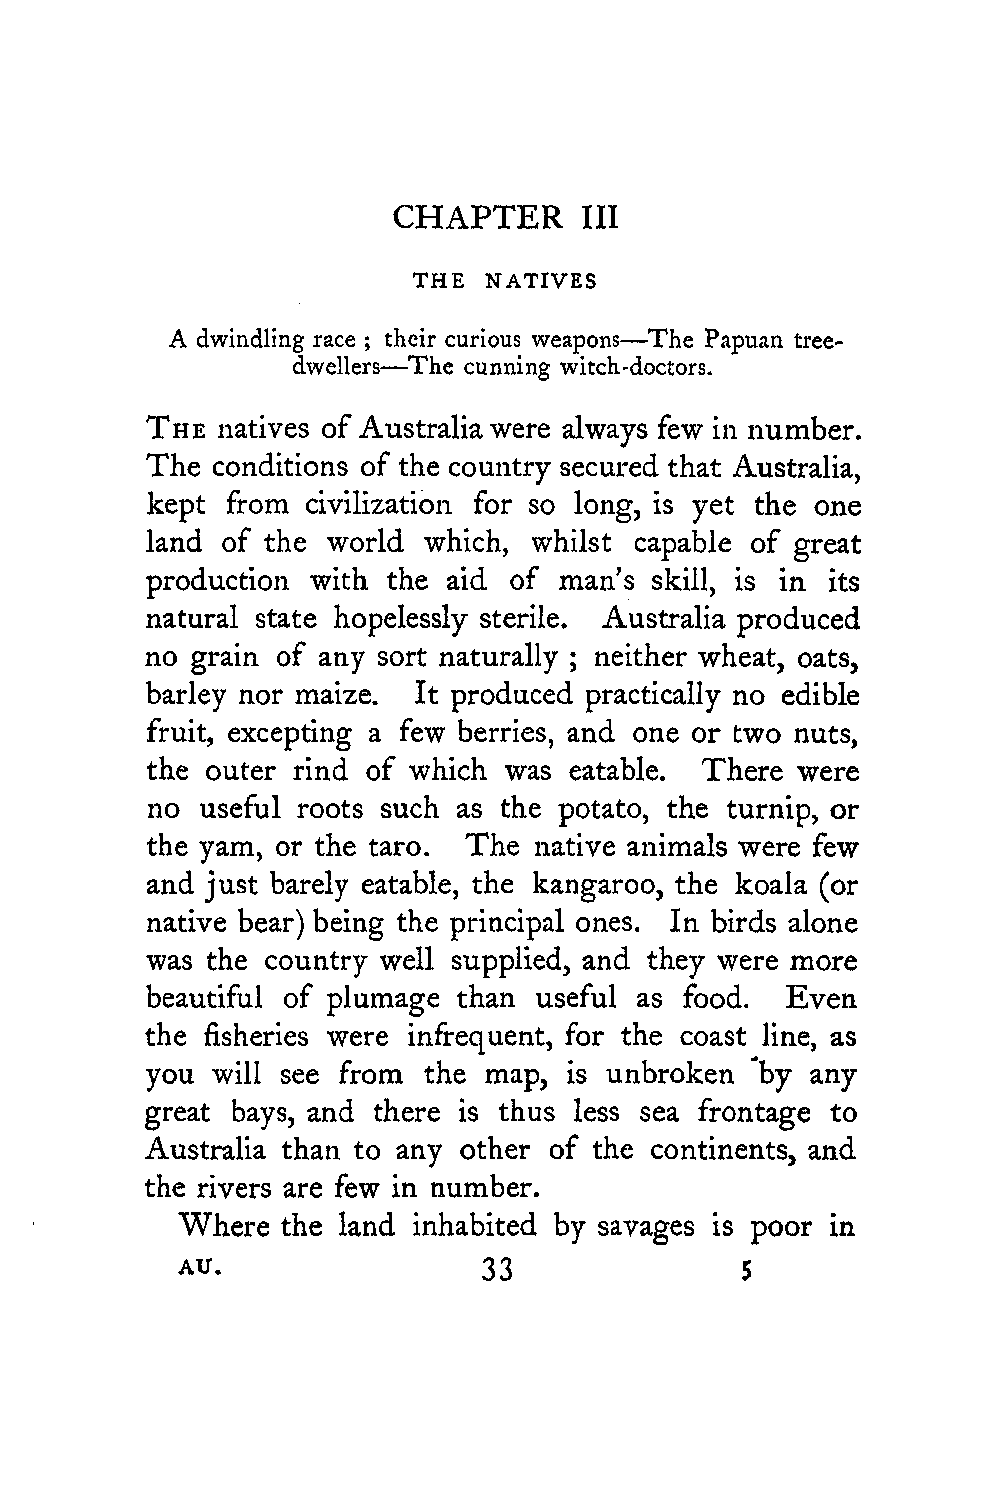 CHAPTER III
THE NATIVES
A dwindling race ; their curious weapons—The Papuan tree-
dwellers—The cunning witch-doctors.
THE natives of Australia were always few in number.
The conditions of the country secured that Australia,
kept from civilization for so long, is yet the one
land of the world which, whilst capable of great
production with the aid of man's skill, is in its
natural state hopelessly sterile. Australia produced
no grain of any sort naturally ; neither wheat, oats,
barley nor maize. It produced practically no edible
fruit, excepting a few berries, and one or two nuts,
the outer rind of which was eatable. There were
no useful roots such as the potato, the turnip, or
the yam, or the taro. The native animals were few
and just barely eatable, the kangaroo, the koala (or
native bear) being the principal ones. In birds alone
was the country well supplied, and they were more
beautiful of plumage than useful as food. Even
the fisheries were infrequent, for the coast line, as
you will see from the map, is unbroken by any
great bays, and there is thus less sea frontage to
Australia than to any other of the continents, and
the rivers are few in number.
Where the land inhabited by savages is poor in
AU. 33 5